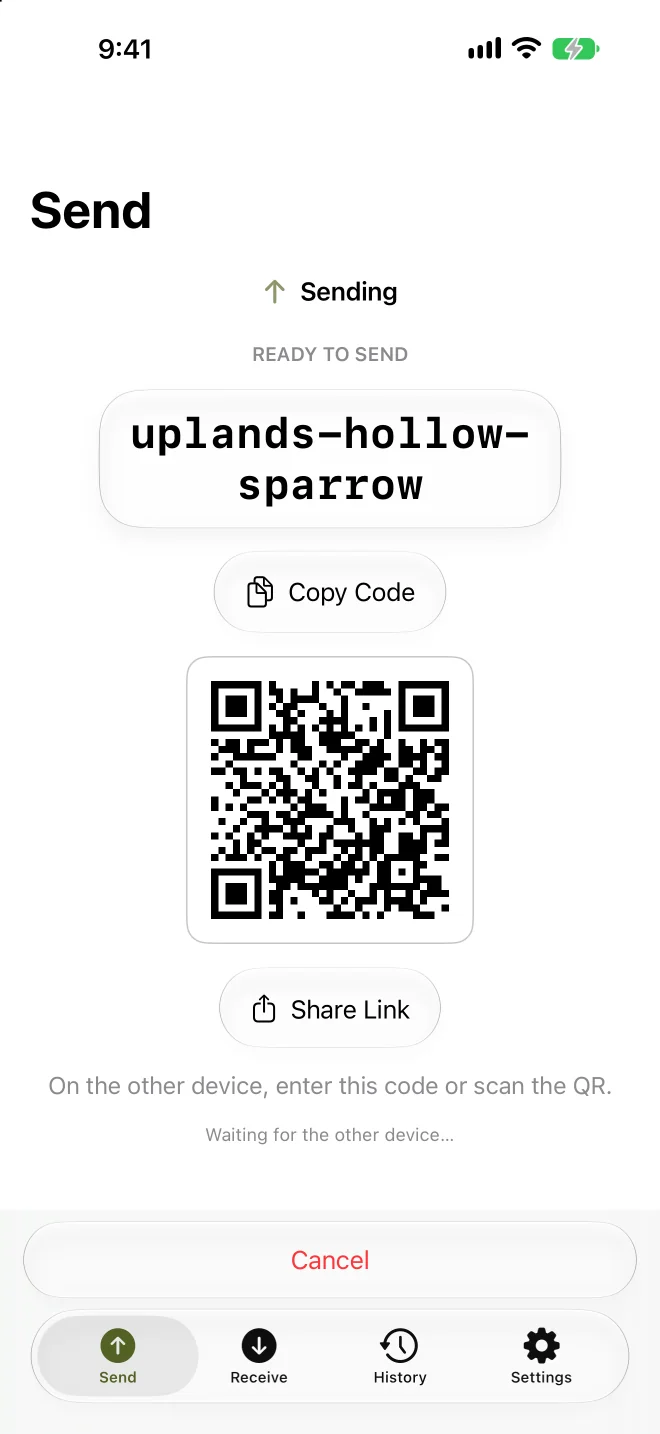 9:41
Send
Sending
READY TO SEND
uplands-hollow-
sparrow
Copy Code
Share Link
On the other device, enter this code or scan the QR.
Waiting for the other device...
Cancel
Send
Receive
History
Settings